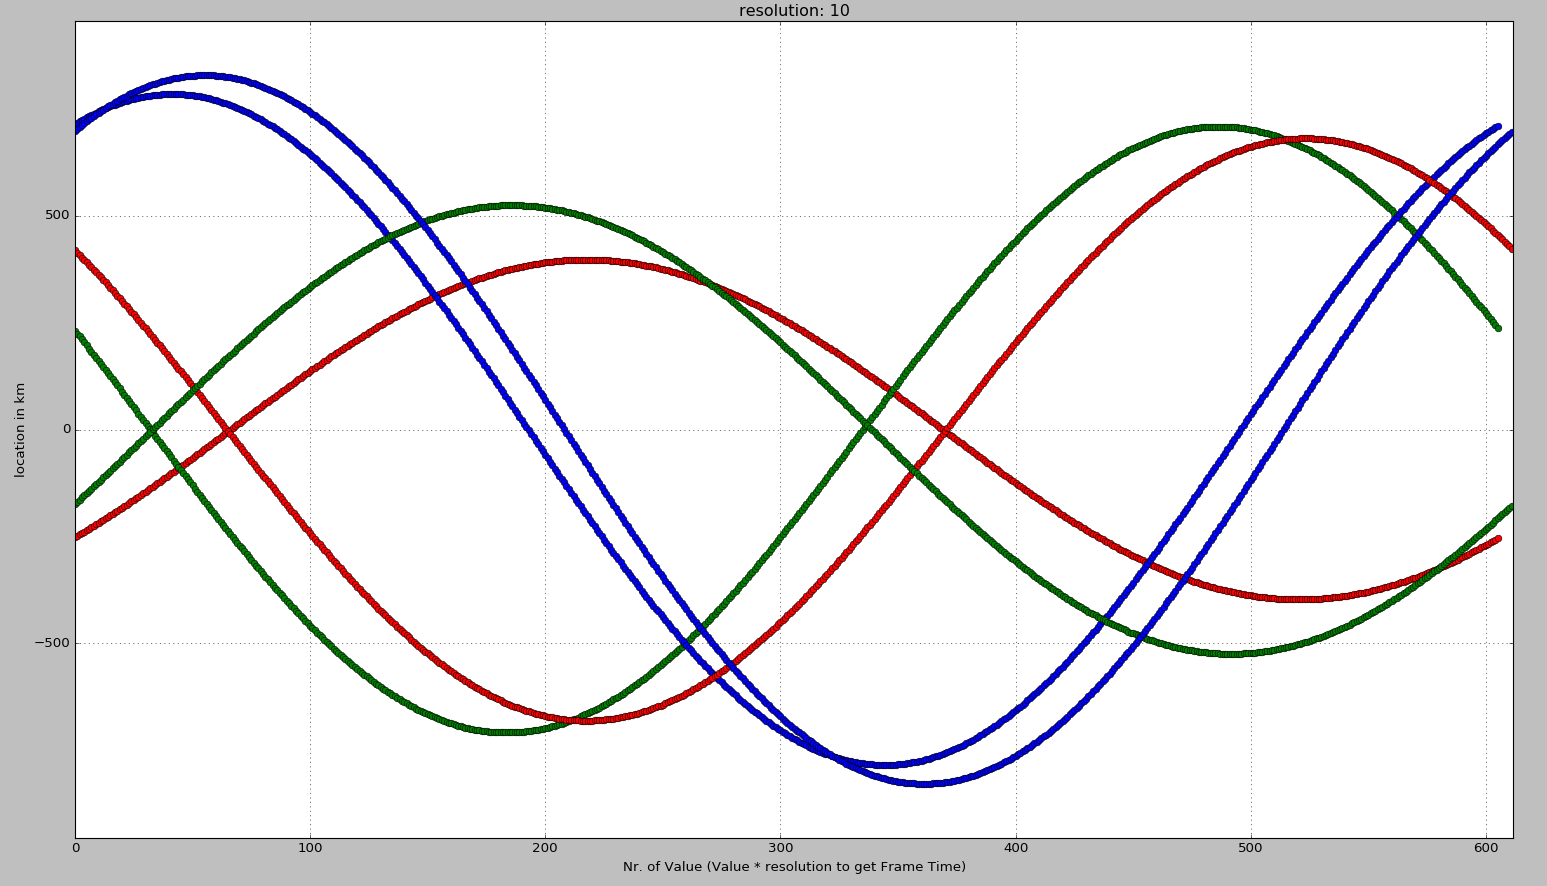 resolution: 10
500
0
−500
location in km
0 100 200 300 400 500 600
Nr. of Value (Value * resolution to get Frame Time)